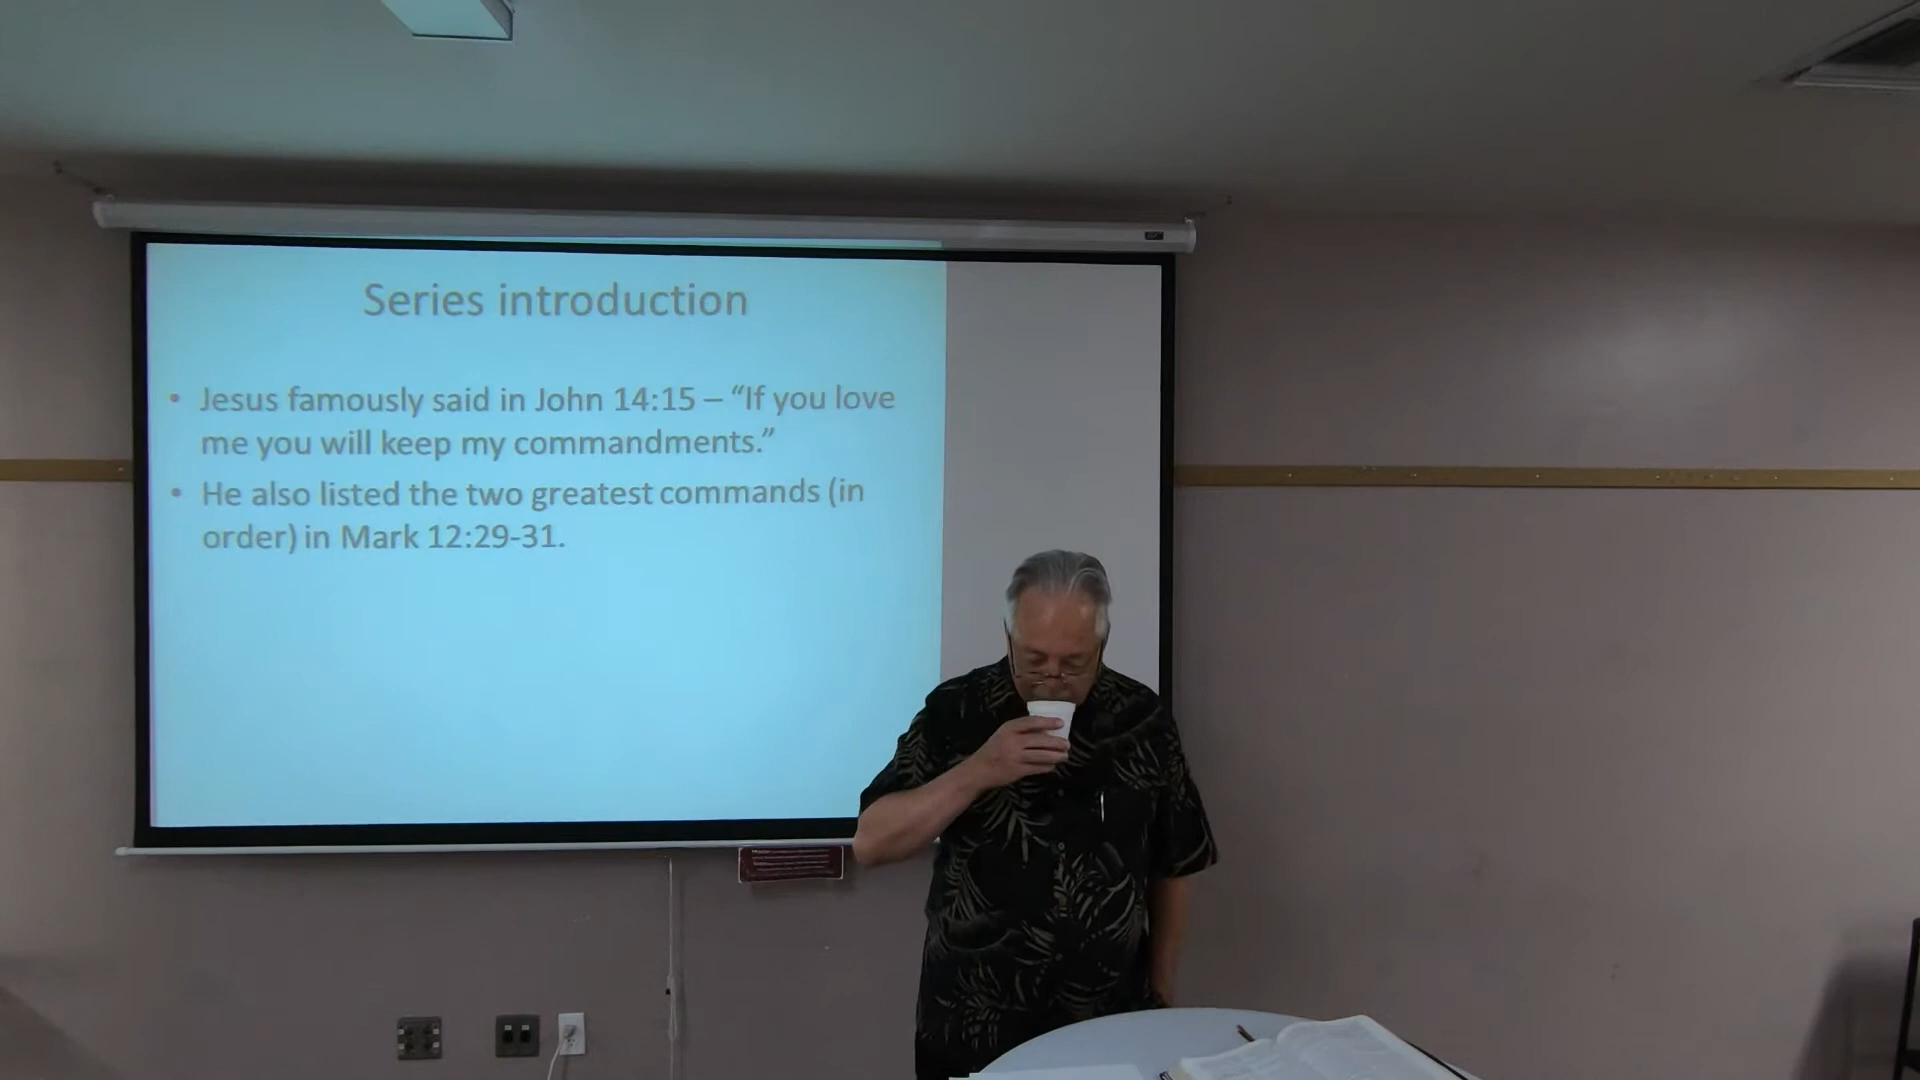 Series introduction
• Jesus famously said in John 14:15 – “If you love
me you will keep my commandments.”
• He also listed the two greatest commands (in
order) in Mark 12:29-31.